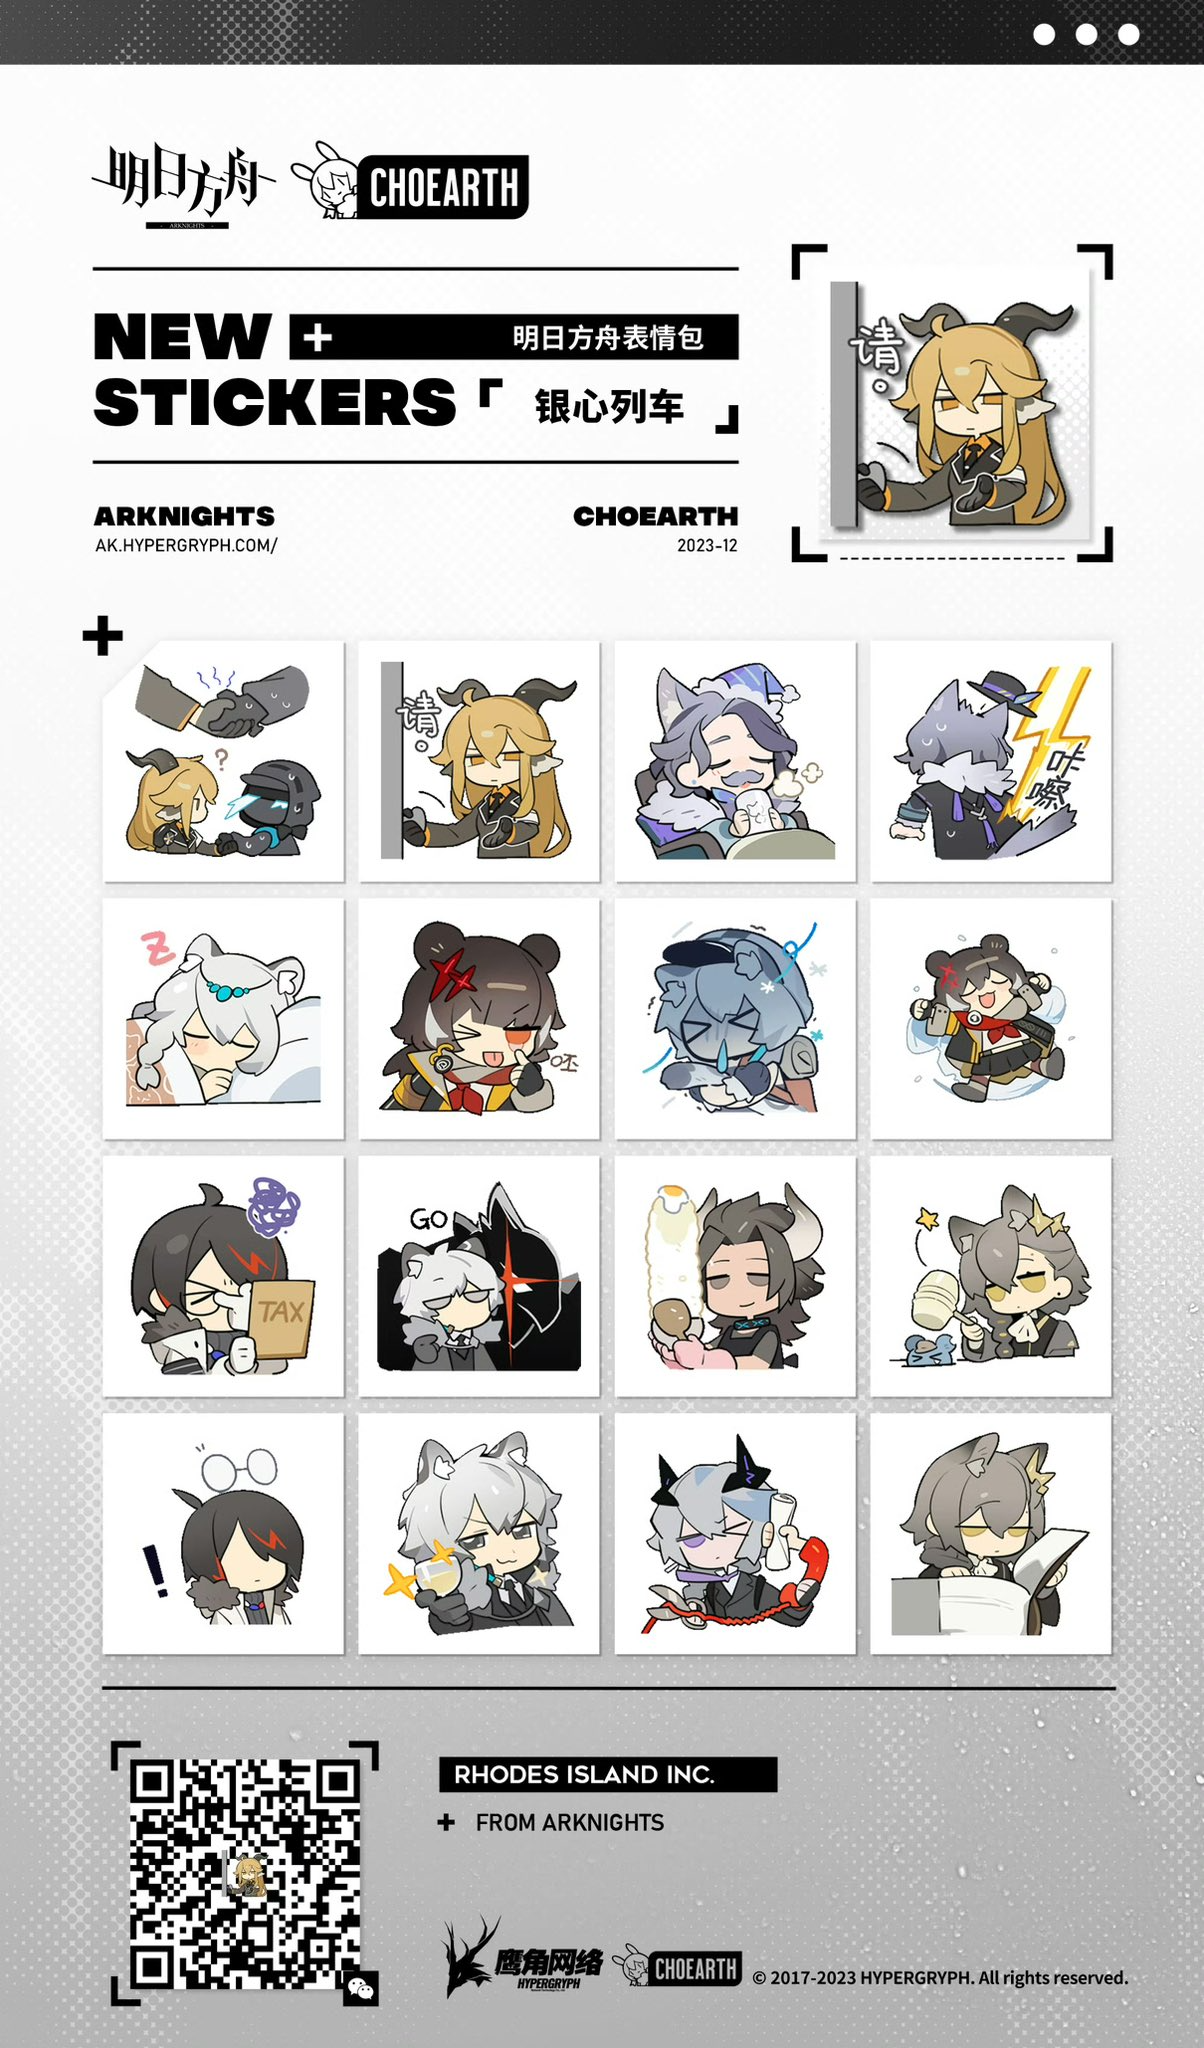 明日方舟
ARKNIGHTS
CHOEARTH
NEW
明日方舟表情包
STICKERS
「银心列车」
ARKNIGHTS
AK.HYPERGRYPH.COM/
CHOEARTH
2023-12
请。
?
请。
咔嚓
Z
呸
TAX
GO
!
RHODES ISLAND INC.
+ FROM ARKNIGHTS
鹰角网络
HYPERGRYPH
CHOEARTH
© 2017-2023 HYPERGRYPH. All rights reserved.